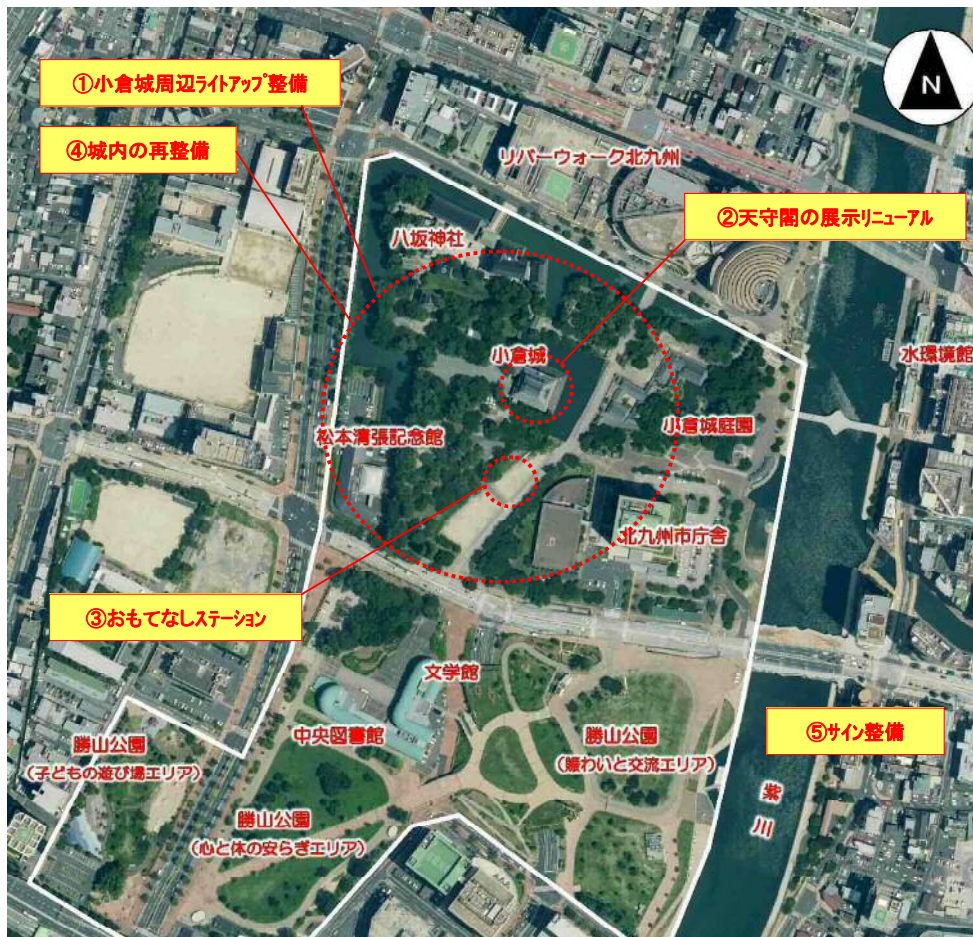 ①小倉城周辺ライトアップ整備
N
④城内の再整備
リバーウォーク北九州
②天守閣の展示リニューアル
八坂神社
小倉城
水環境館
松本清張記念館
小倉城庭園
北九州市庁舎
③おもてなしステーション
文学館
中央図書館
勝山公園
(賑わいと交流エリア)
⑤サイン整備
勝山公園
(子どもの遊び場エリア)
紫川
勝山公園
(心と体の安らぎエリア)